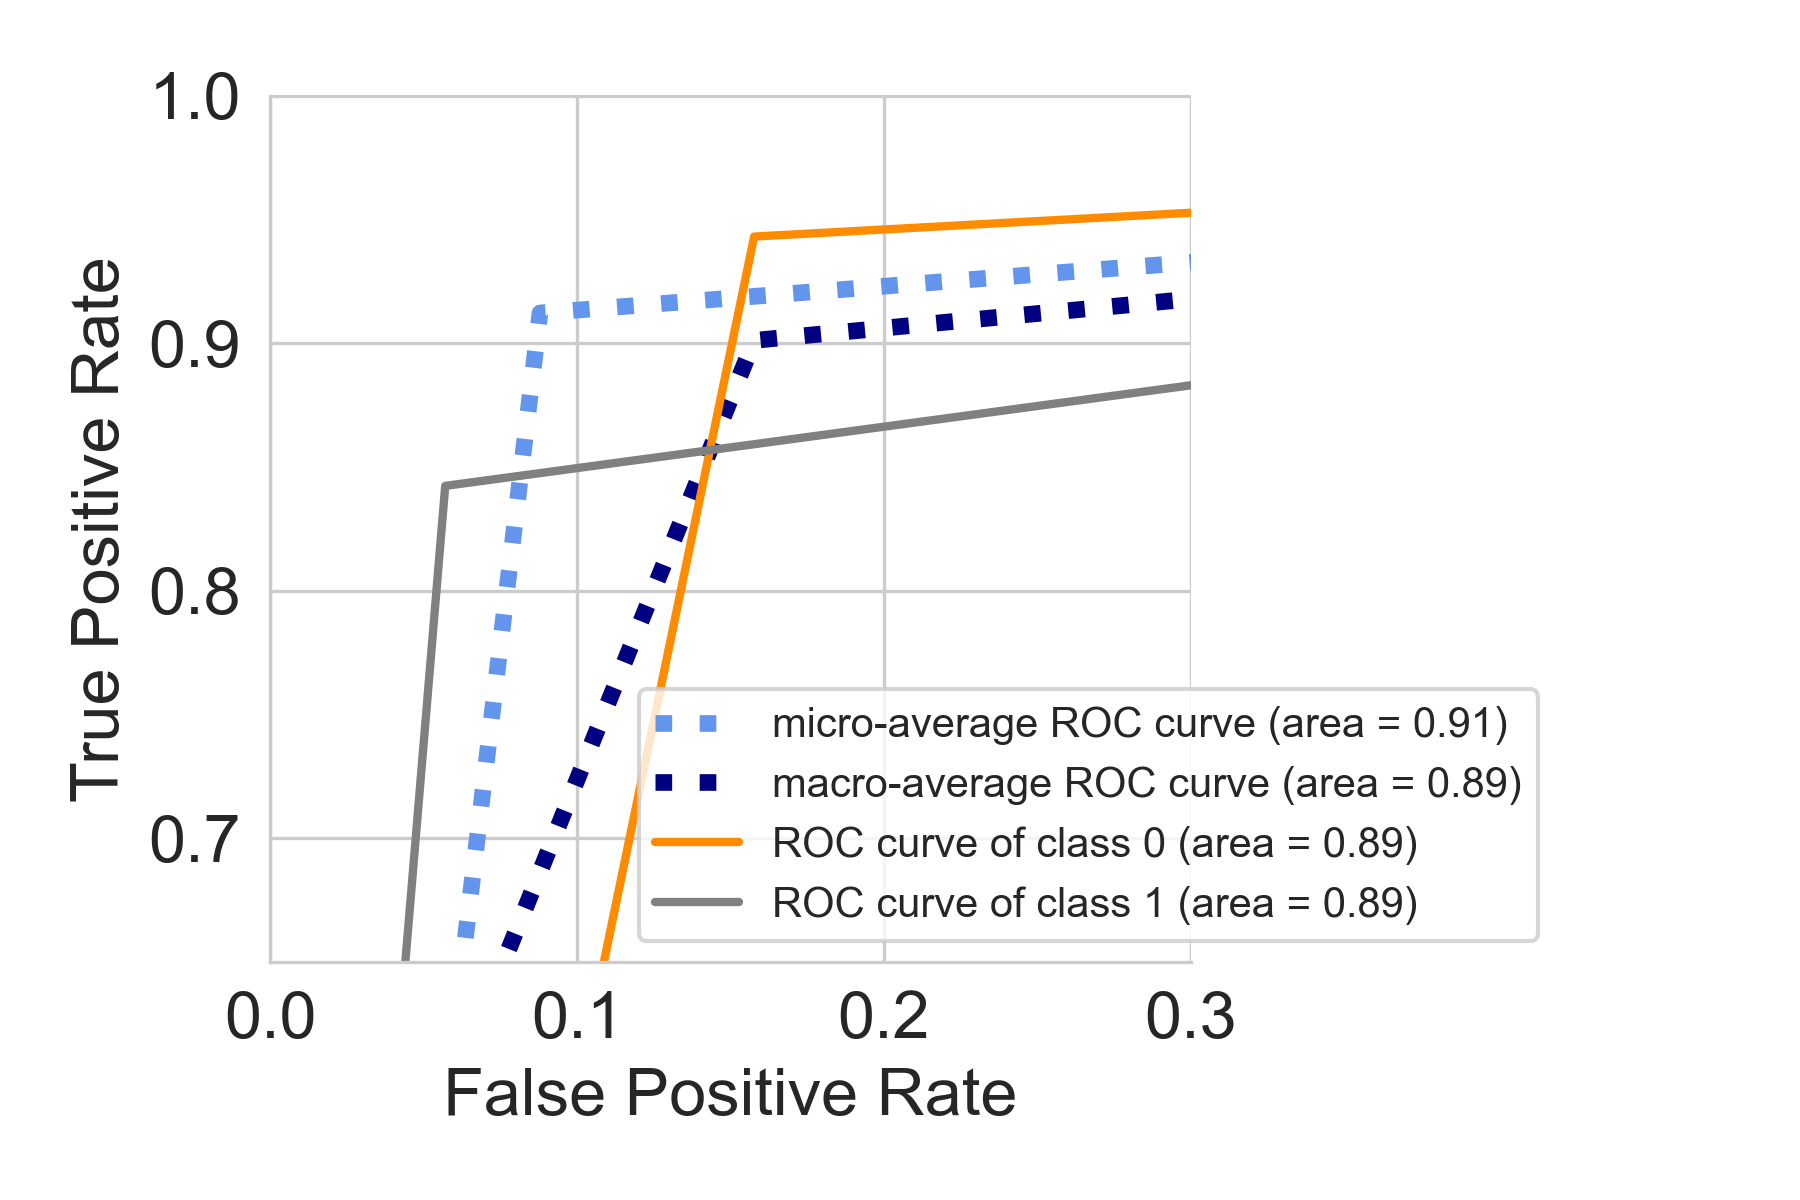 1.0
0.9
0.8
0.7
True Positive Rate
micro-average ROC curve (area = 0.91)
macro-average ROC curve (area = 0.89)
ROC curve of class 0 (area = 0.89)
ROC curve of class 1 (area = 0.89)
0.0 0.1 0.2 0.3
False Positive Rate